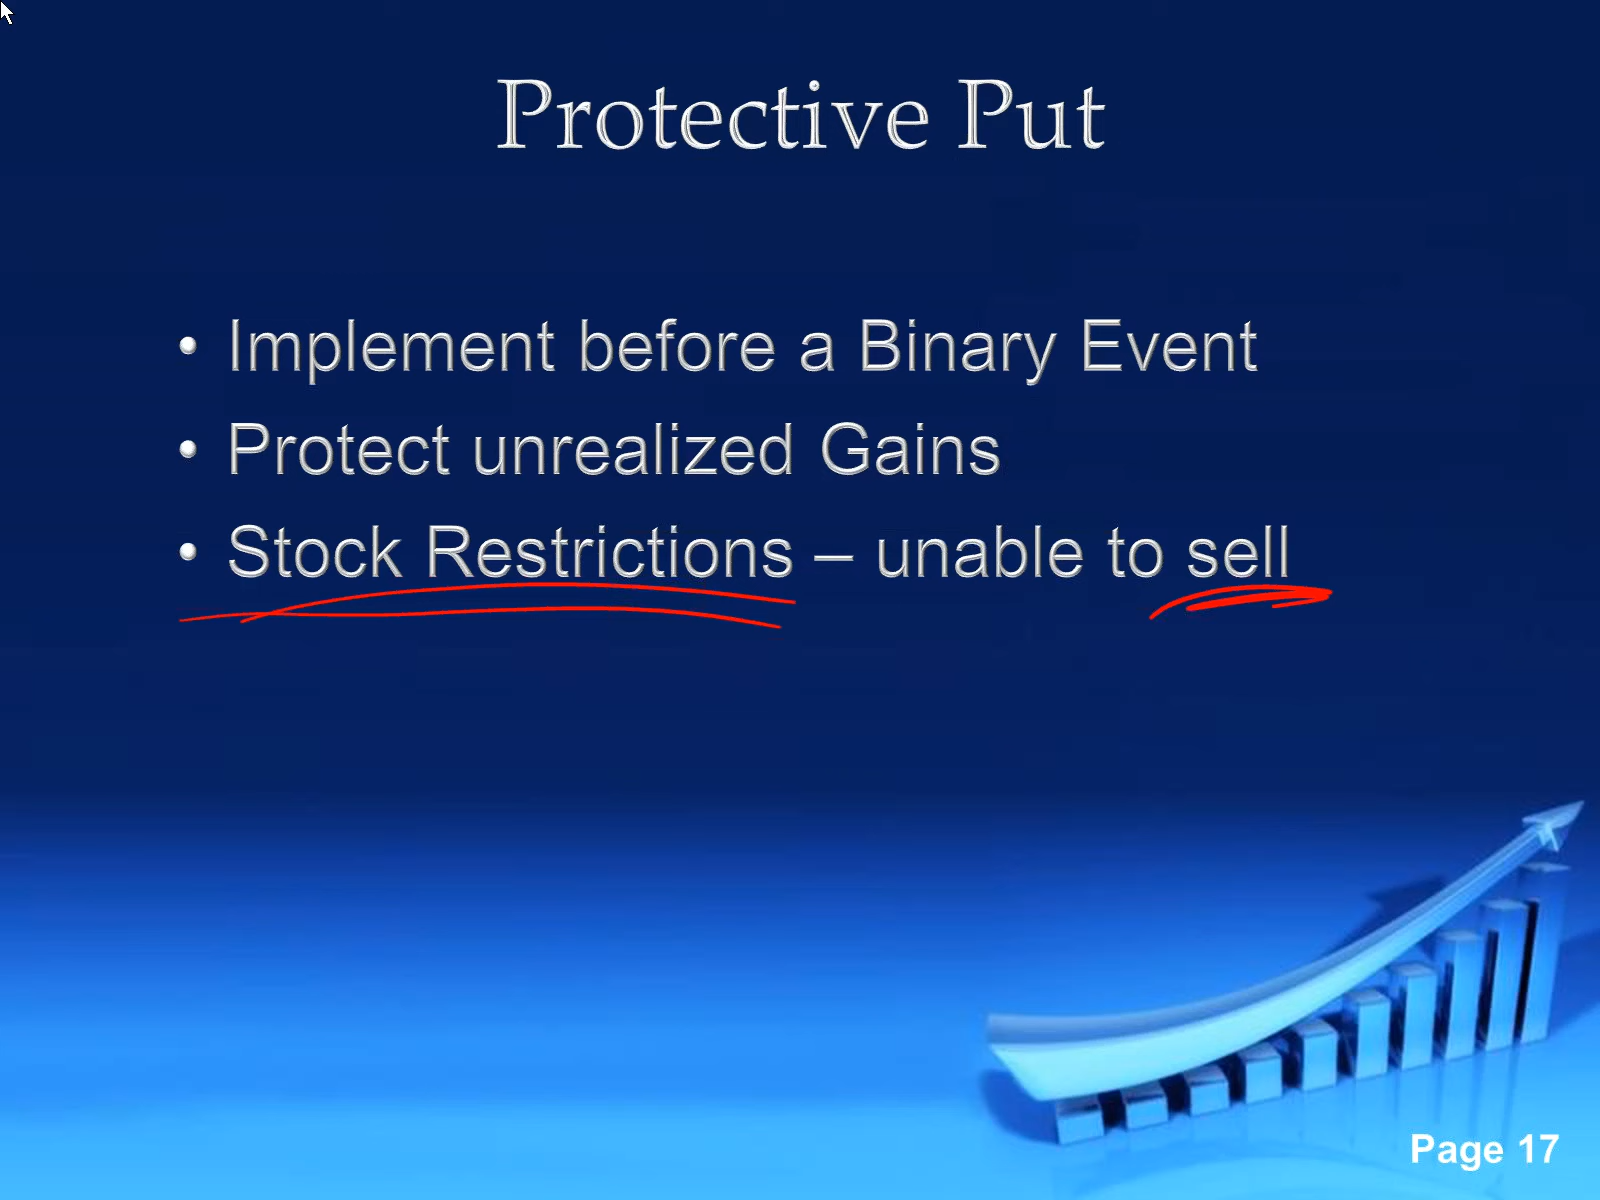 Protective Put
• Implement before a Binary Event
• Protect unrealized Gains
• Stock Restrictions – unable to sell
Page 17